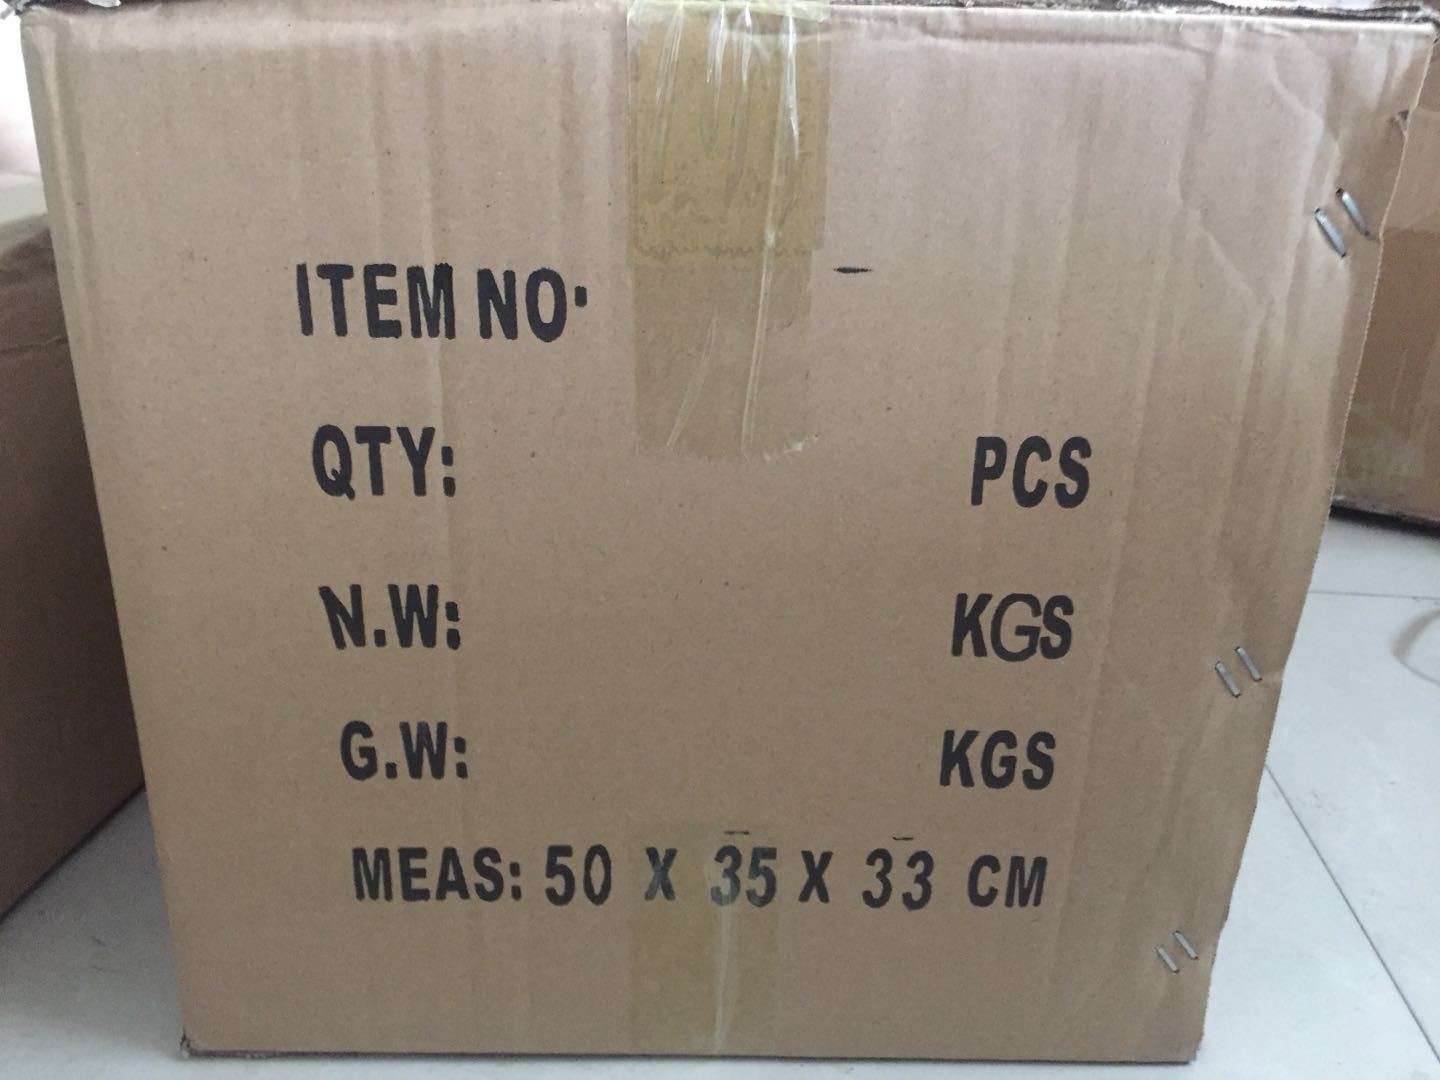 ITEM NO.
QTY: PCS
N.W: KGS
G.W: KGS
MEAS: 50 X 35 X 33 CM